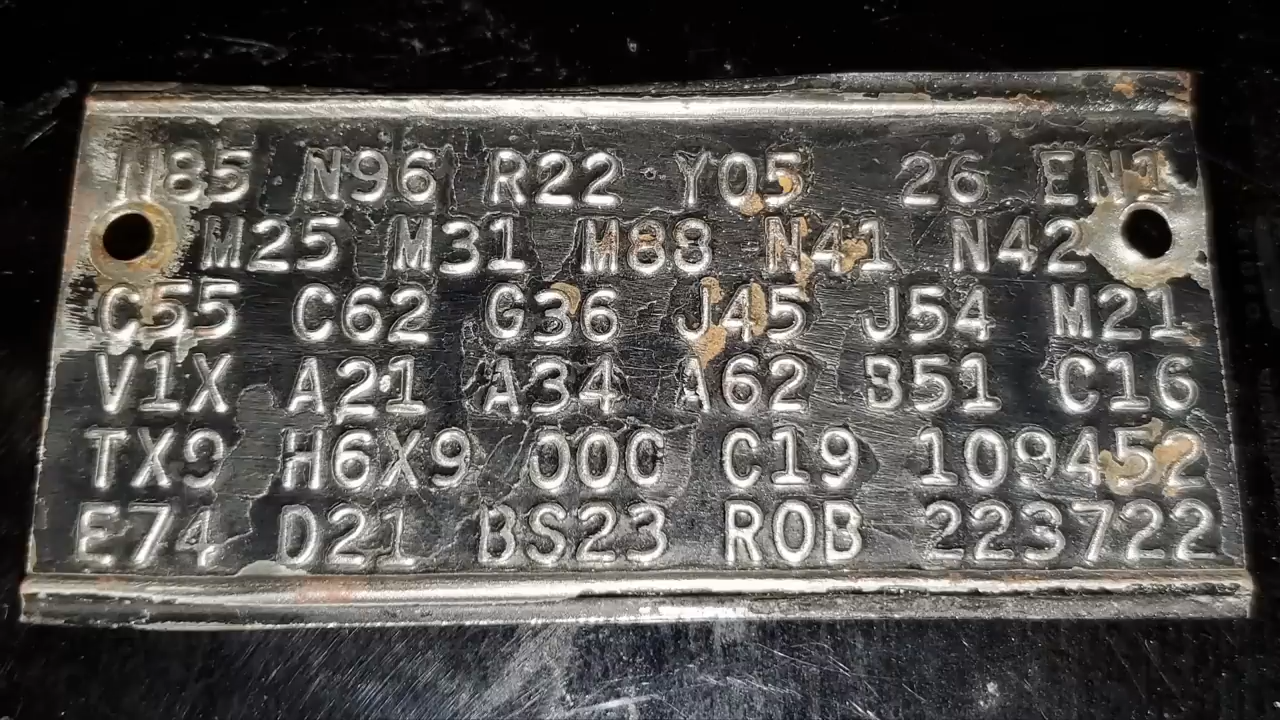 N85 N96 R22 Y05 26 EN1
M25 M31 M88 N41 N42
C55 C62 G36 J45 J54 M21
V1X A21 A34 A62 B51 C16
TX9 H6X9 000 C19 109452
E74 D21 BS23 R0B 223722